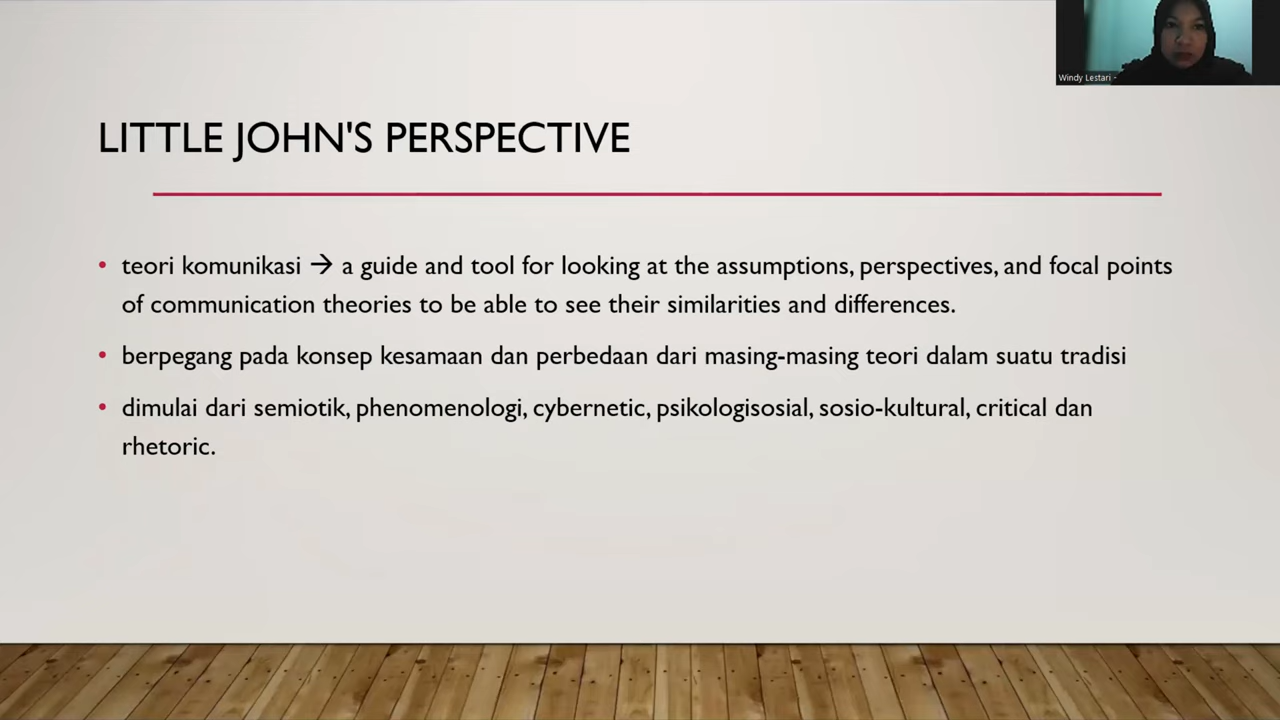 Windy Lestari -
LITTLE JOHN'S PERSPECTIVE
• teori komunikasi → a guide and tool for looking at the assumptions, perspectives, and focal points
of communication theories to be able to see their similarities and differences.
• berpegang pada konsep kesamaan dan perbedaan dari masing-masing teori dalam suatu tradisi
• dimulai dari semiotik, phenomenologi, cybernetic, psikologisosial, sosio-kultural, critical dan
rhetoric.